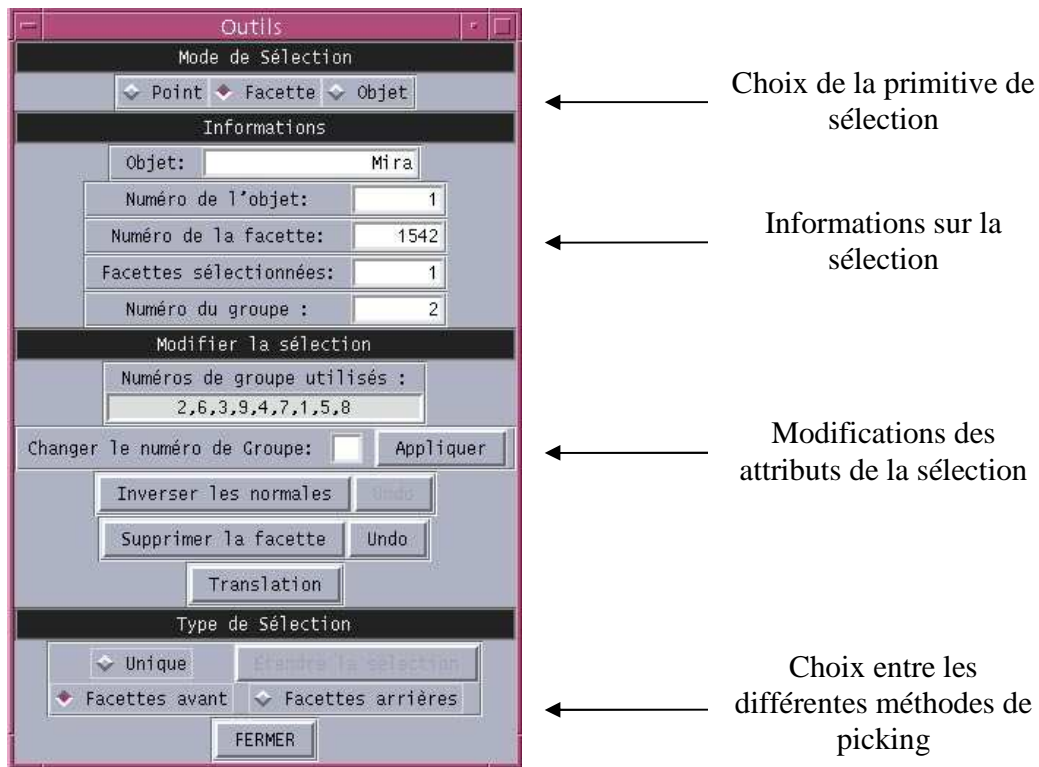 Outils
Mode de Sélection
Point Facette Objet
Choix de la primitive de
sélection
Informations
Objet: Mira
Numéro de l'objet: 1
Numéro de la facette: 1542
Facettes sélectionnées: 1
Numéro du groupe : 2
Informations sur la
sélection
Modifier la sélection
Numéros de groupe utilisés :
2,6,3,9,4,7,1,5,8
Changer le numéro de Groupe: Appliquer
Inverser les normales Undo
Supprimer la facette Undo
Translation
Modifications des
attributs de la sélection
Type de Sélection
Unique Etendre la sélection
Facettes avant Facettes arrières
FERMER
Choix entre les
différentes méthodes de
picking